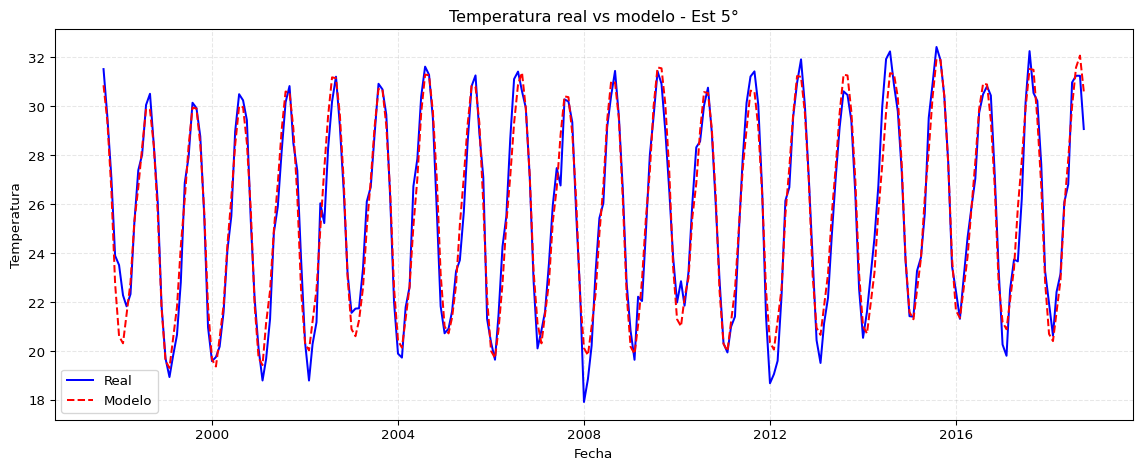 Temperatura real vs modelo - Est 5°
Temperatura
32
30
28
26
24
22
20
18
Real
Modelo
2000
2004
2008
2012
2016
Fecha